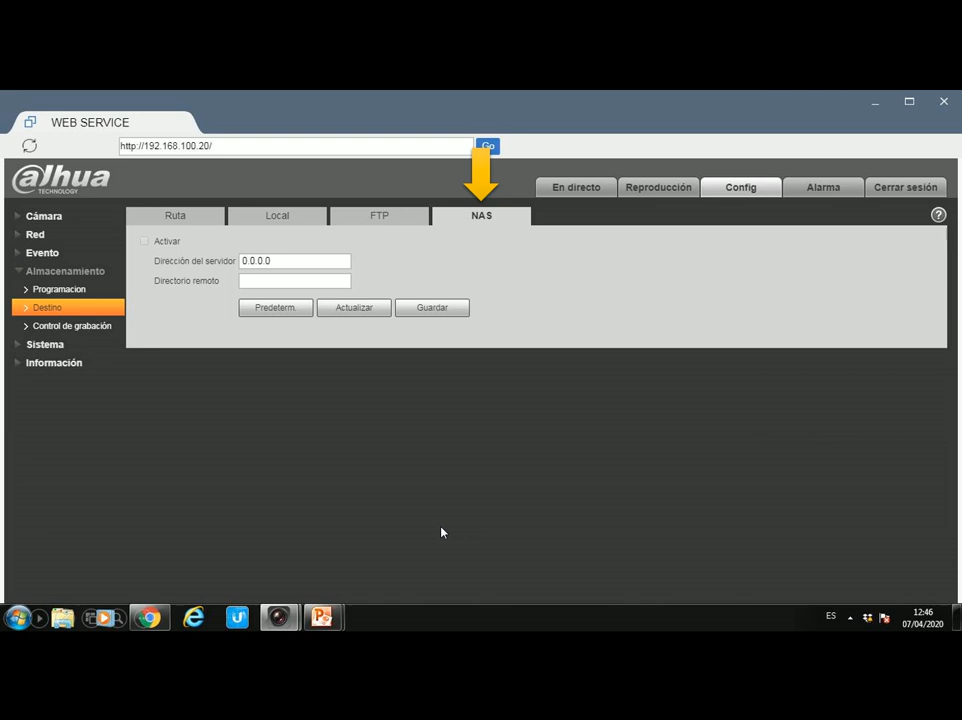 WEB SERVICE
http://192.168.100.20/
Go
alhua
TECHNOLOGY
En directo
Reproducción
Config
Alarma
Cerrar sesión
Cámara
Red
Evento
Almacenamiento
Programacion
Destino
Control de grabación
Sistema
Información
Ruta
Local
FTP
NAS
?
Activar
Dirección del servidor 0.0.0.0
Directorio remoto
Predeterm.
Actualizar
Guardar
ES
12:46
07/04/2020